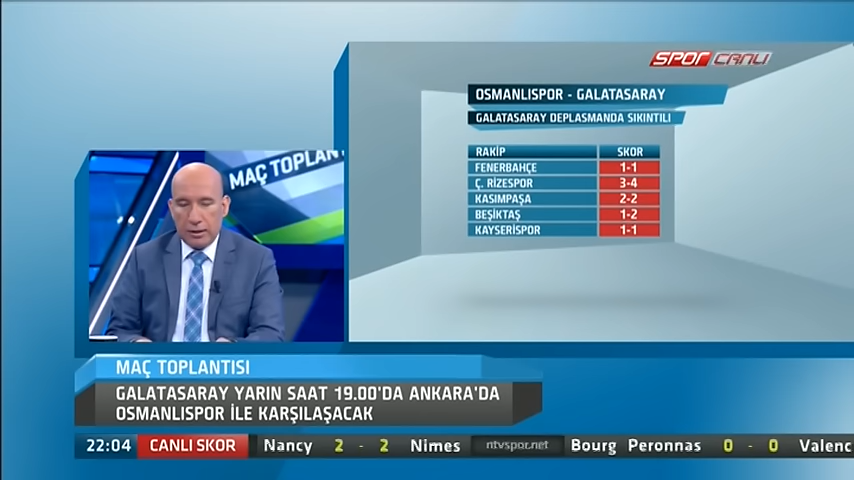 SPOR CANLI
OSMANLISPOR - GALATASARAY
GALATASARAY DEPLASMANDA SIKINTILI
RAKİP SKOR
FENERBAHÇE 1-1
Ç. RİZESPOR 3-4
KASIMPAŞA 2-2
BEŞİKTAŞ 1-2
KAYSERİSPOR 1-1
MAÇ TOPLANT
MAÇ TOPLANTISI
GALATASARAY YARIN SAAT 19.00'DA ANKARA'DA
OSMANLISPOR İLE KARŞILAŞACAK
22:04 CANLI SKOR Nancy 2 - 2 Nimes ntvspor.net Bourg Peronnas 0 - 0 Valenc